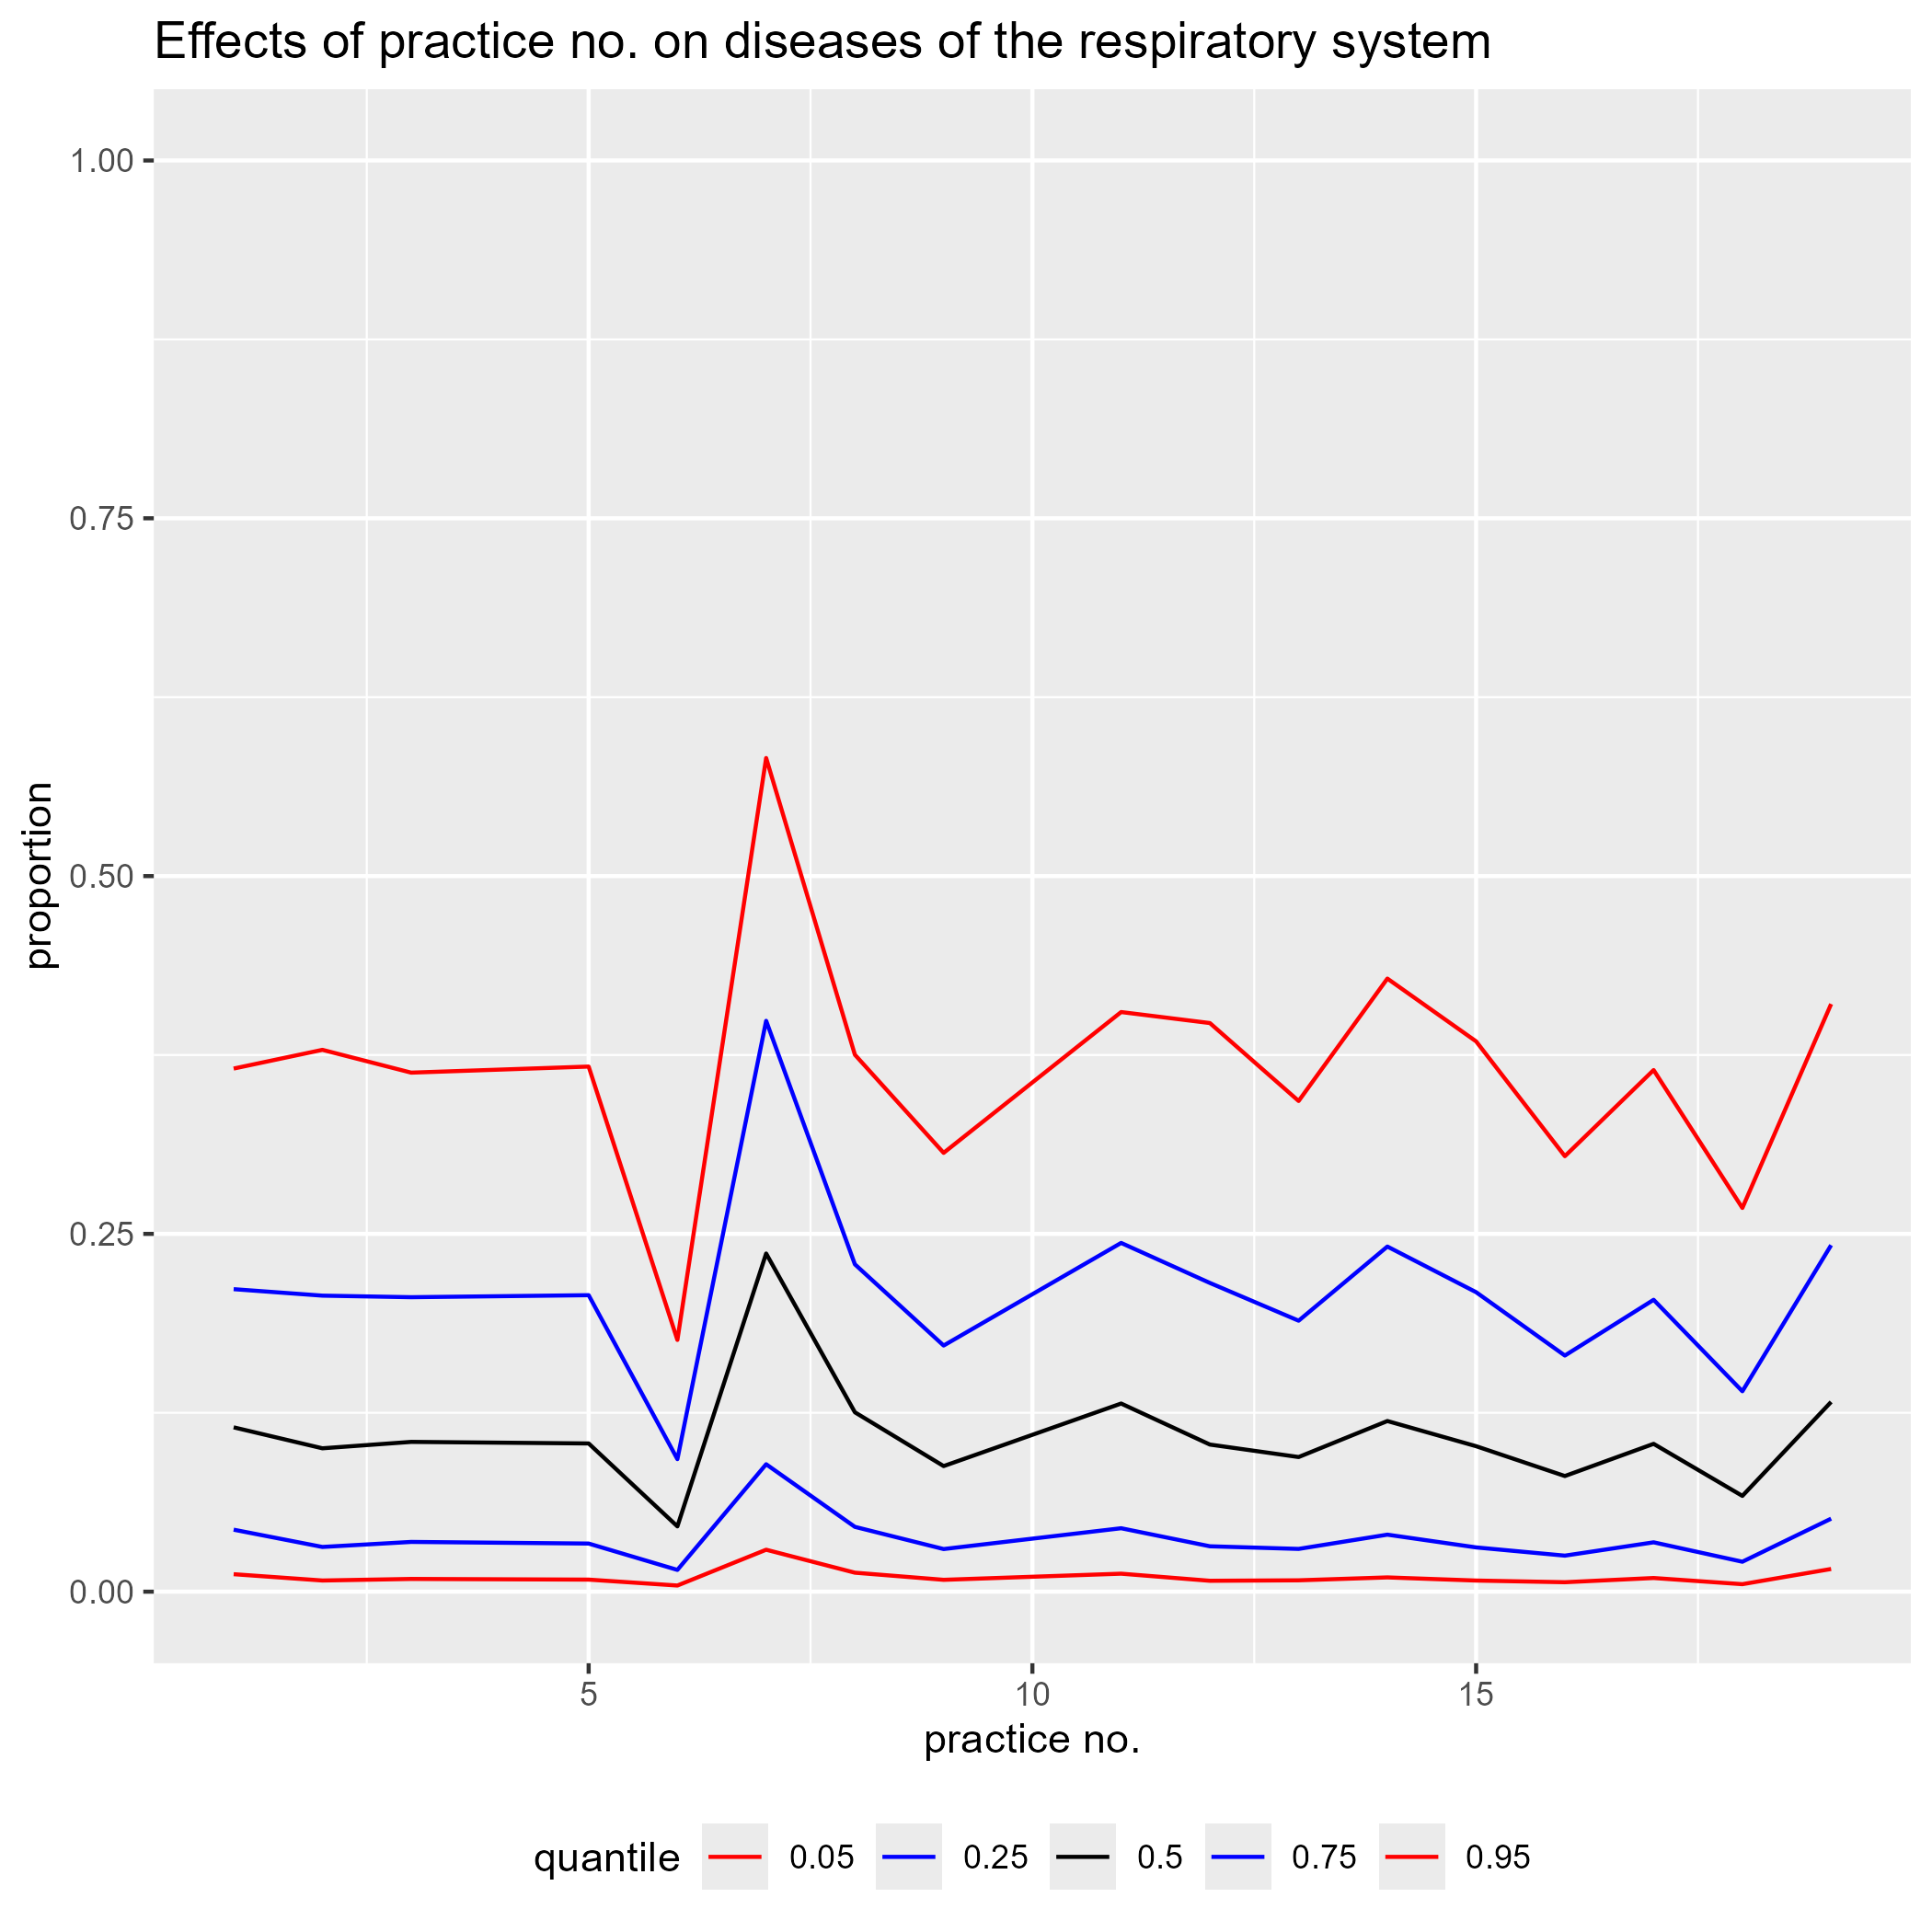 Effects of practice no. on diseases of the respiratory system
1.00
0.75
0.50
0.25
0.00
proportion
5 10 15
practice no.
quantile 0.05 0.25 0.5 0.75 0.95